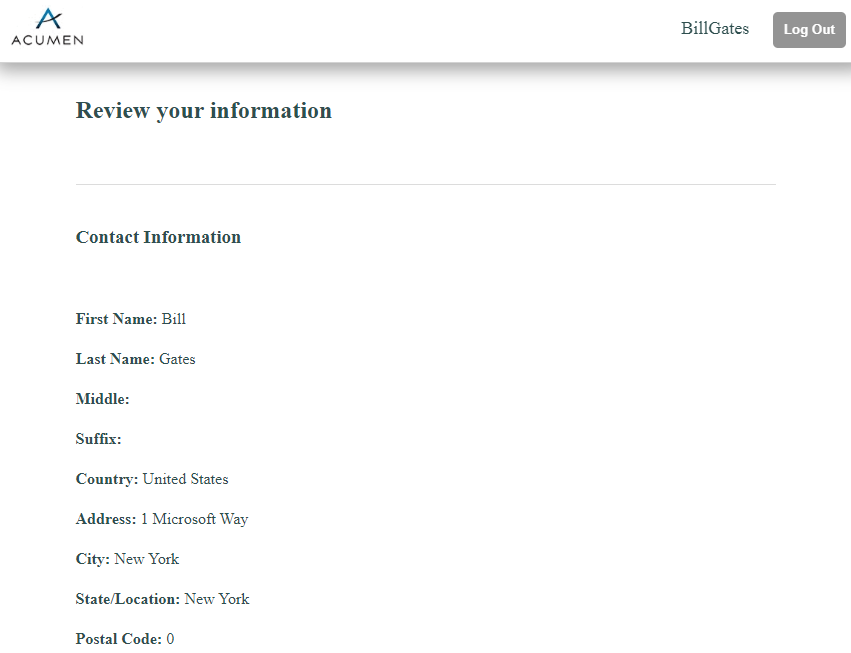 ACUMEN
BillGates
Log Out
Review your information
Contact Information
First Name: Bill
Last Name: Gates
Middle:
Suffix:
Country: United States
Address: 1 Microsoft Way
City: New York
State/Location: New York
Postal Code: 0